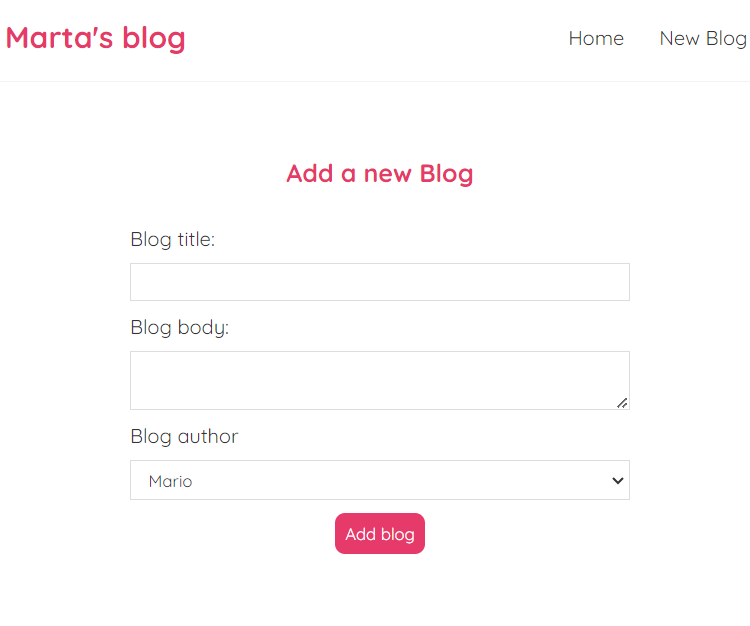 Marta's blog
Home
New Blog
Add a new Blog
Blog title:
Blog body:
Blog author
Mario
Add blog